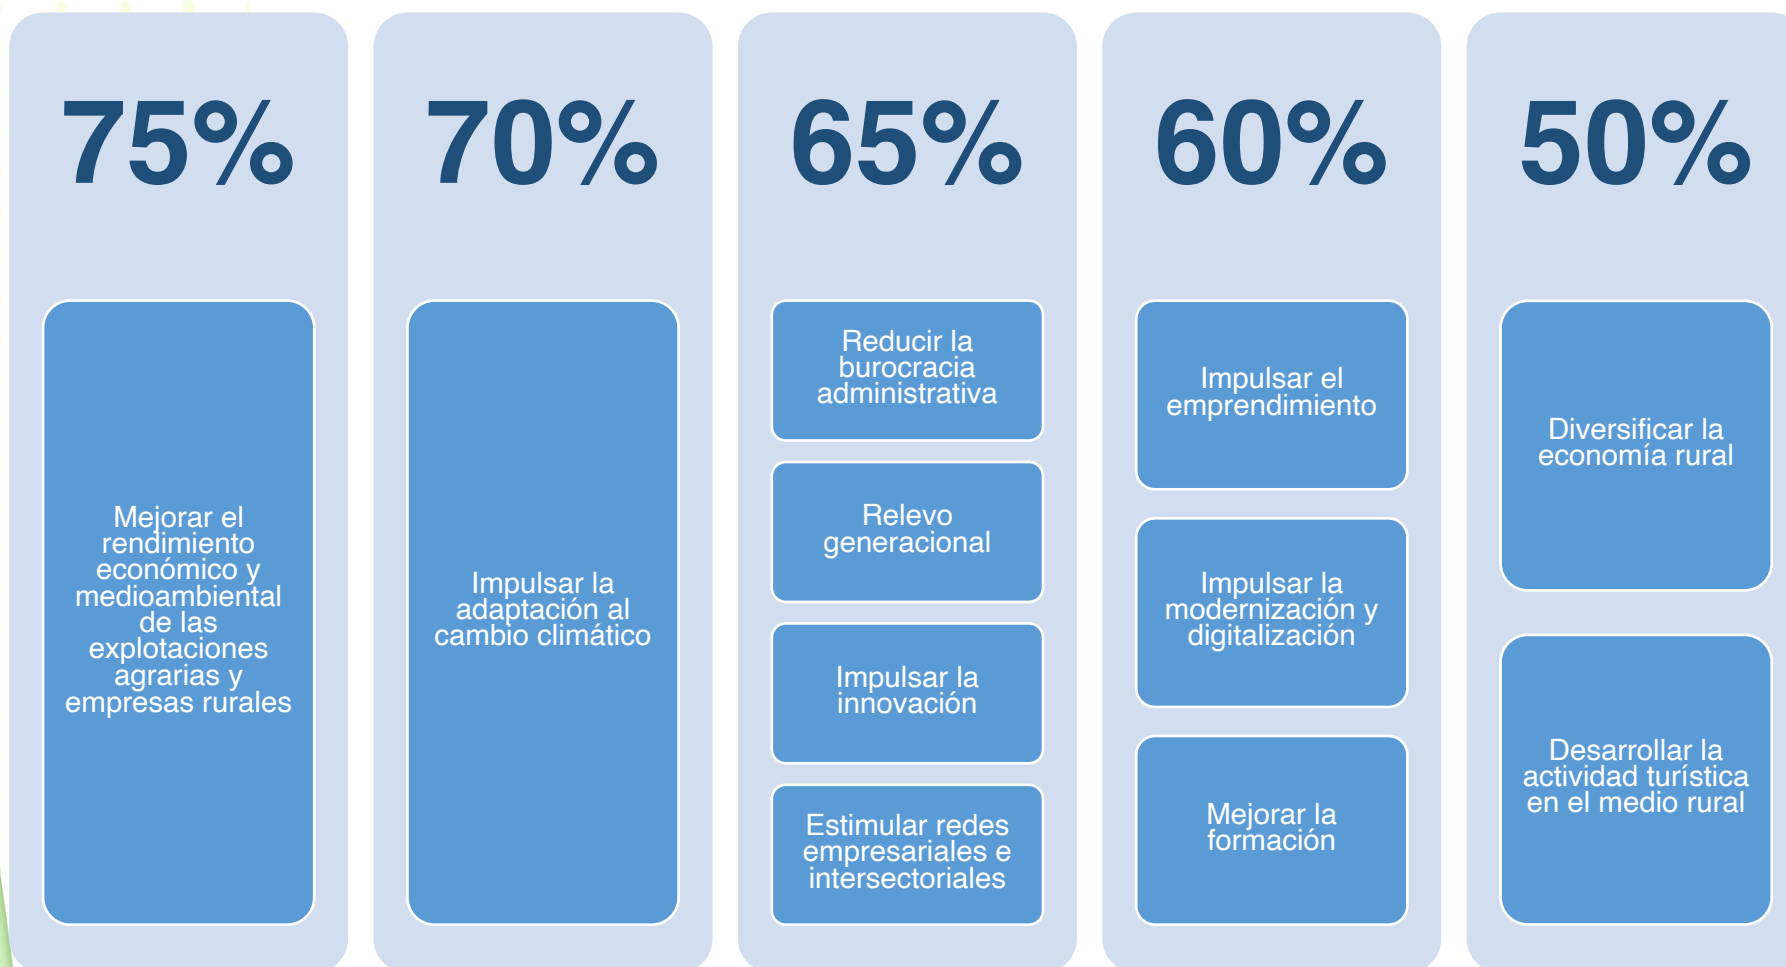 75%
Mejorar el
rendimiento
económico y
medioambiental
de las
explotaciones
agrarias y
empresas rurales
70%
Impulsar la
adaptación al
cambio climático
65%
Reducir la
burocracia
administrativa
Relevo
generacional
Impulsar la
innovación
Estimular redes
empresariales e
intersectoriales
60%
Impulsar el
emprendimiento
Impulsar la
modernización y
digitalización
Mejorar la
formación
50%
Diversificar la
economía rural
Desarrollar la
actividad turística
en el medio rural